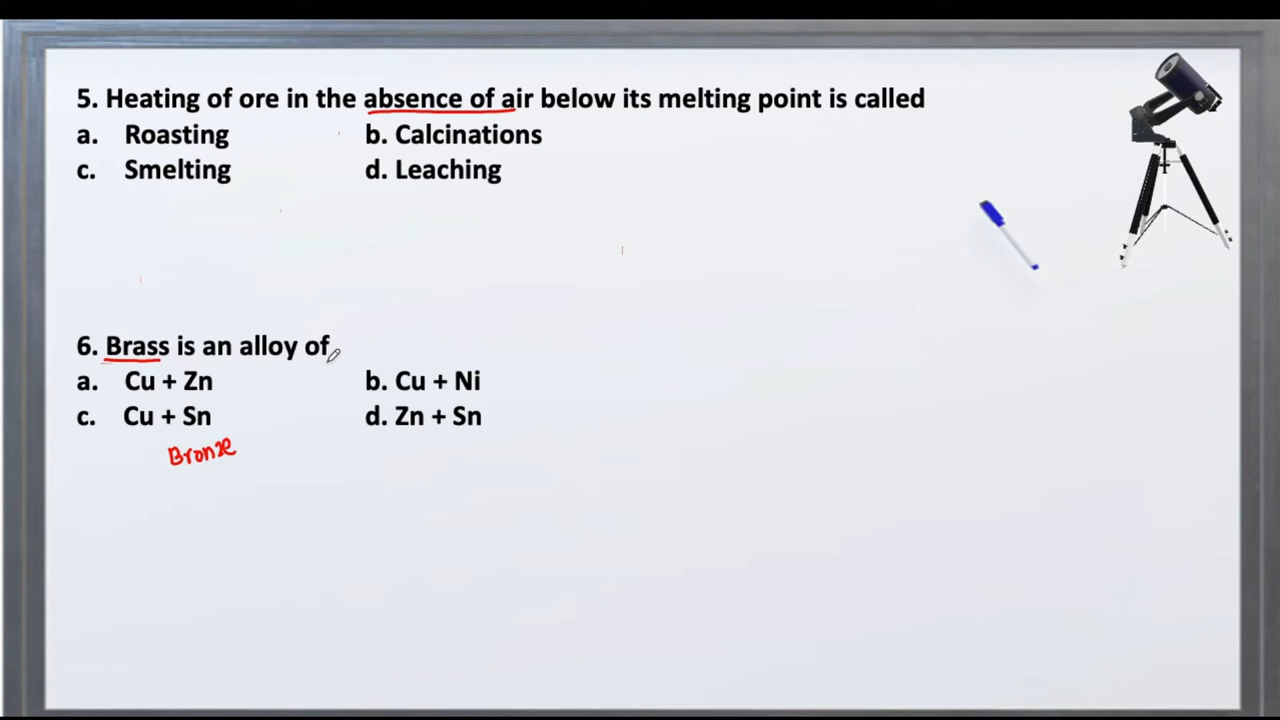 5. Heating of ore in the absence of air below its melting point is called
a. Roasting b. Calcinations
c. Smelting d. Leaching
6. Brass is an alloy of
a. Cu + Zn b. Cu + Ni
c. Cu + Sn d. Zn + Sn
Bronze